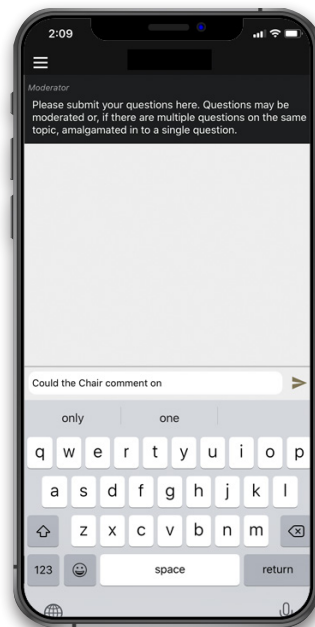 2:09
Moderator
Please submit your questions here. Questions may be
moderated or, if there are multiple questions on the same
topic, amalgamated in to a single question.
Could the Chair comment on
only one
q w e r t y u i o p
a s d f g h j k l
z x c v b n m
123 space return